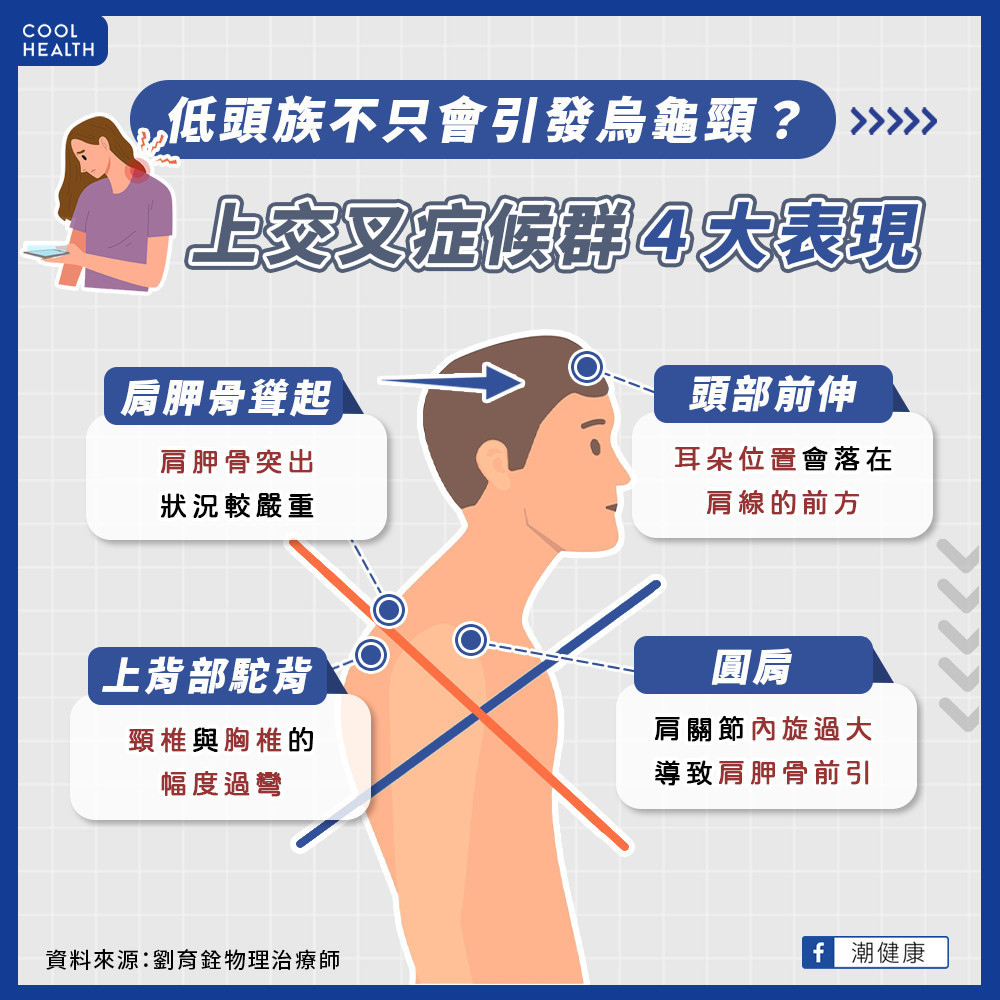 COOL
HEALTH
低頭族不只會引發烏龜頸？
上交叉症候群4大表現
肩胛骨聳起
肩胛骨突出
狀況較嚴重
頭部前伸
耳朵位置會落在
肩線的前方
上背部駝背
頸椎與胸椎的
幅度過彎
圓肩
肩關節內旋過大
導致肩胛骨前引
資料來源：劉育銓物理治療師
f 潮健康